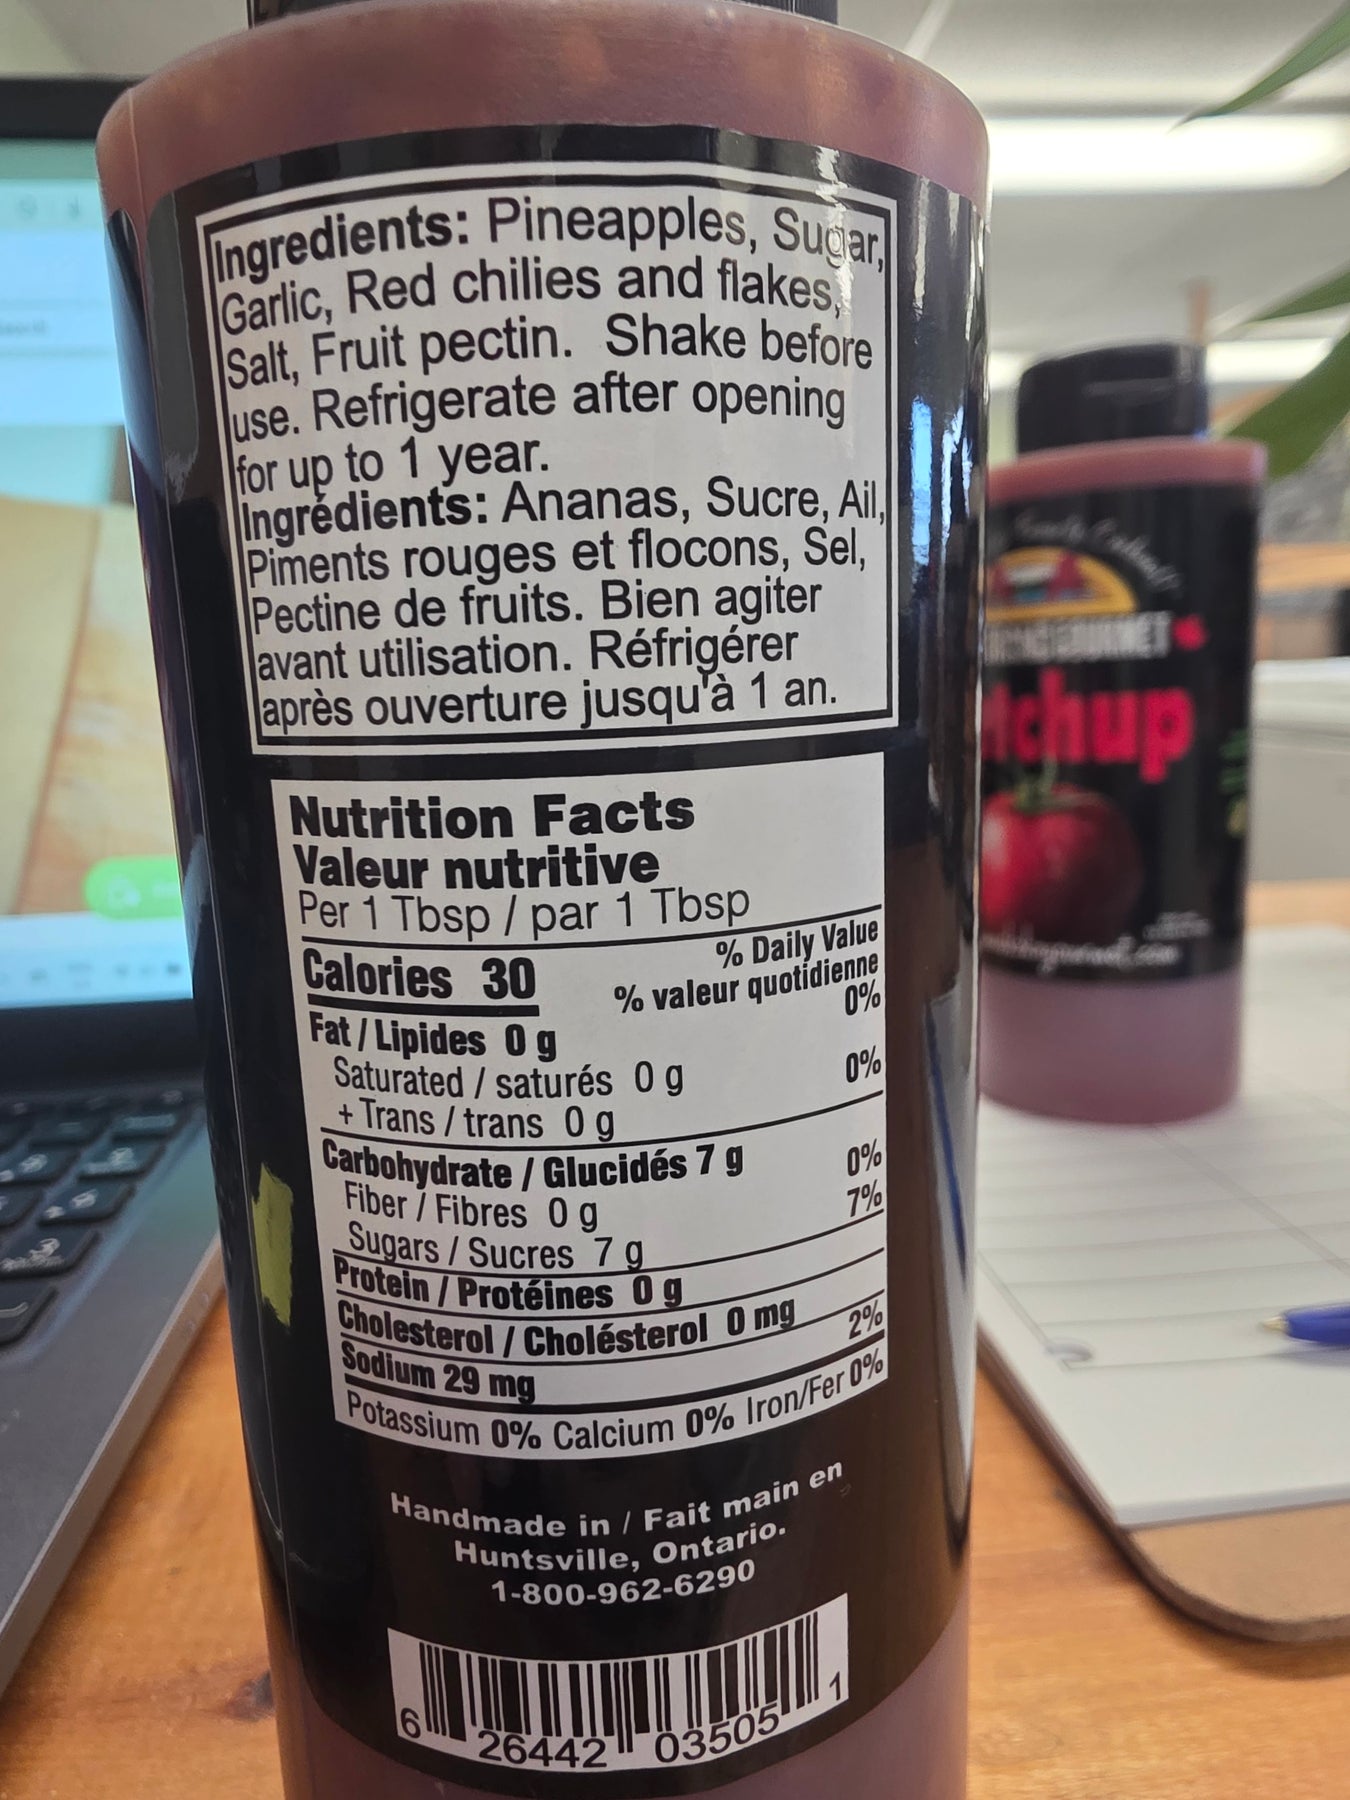 Ingredients: Pineapples, Sugar,
Garlic, Red chilies and flakes,
Salt, Fruit pectin. Shake before
use. Refrigerate after opening
for up to 1 year.
Ingrédients: Ananas, Sucre, Ail,
Piments rouges et flocons, Sel,
Pectine de fruits. Bien agiter
avant utilisation. Réfrigérer
après ouverture jusqu'à 1 an.
Nutrition Facts
Valeur nutritive
Per 1 Tbsp / par 1 Tbsp
% Daily Value
Calories 30
% valeur quotidienne
Fat / Lipides 0 g 0%
Saturated / saturés 0 g 0%
+ Trans / trans 0 g
Carbohydrate / Glucidés 7 g
Fiber / Fibres 0 g 0%
Sugars / Sucres 7 g 7%
Protein / Protéines 0 g
Cholesterol / Cholésterol 0 mg
Sodium 29 mg 2%
Potassium 0% Calcium 0% Iron/Fer 0%
Handmade in / Fait main en
Huntsville, Ontario.
1-800-962-6290
6 26442 03505 1
tchup